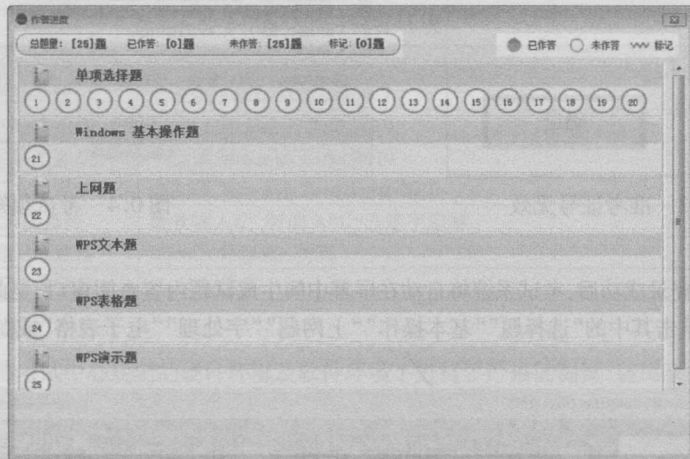 作答进度
总题量: [25]题 已作答: [0]题 未作答: [25]题 标记: [0]题 已作答 未作答 标记
单项选择题
1 2 3 4 5 6 7 8 9 10 11 12 13 14 15 16 17 18 19 20
Windows 基本操作题
21
上网题
22
WPS文本题
23
WPS表格题
24
WPS演示题
25